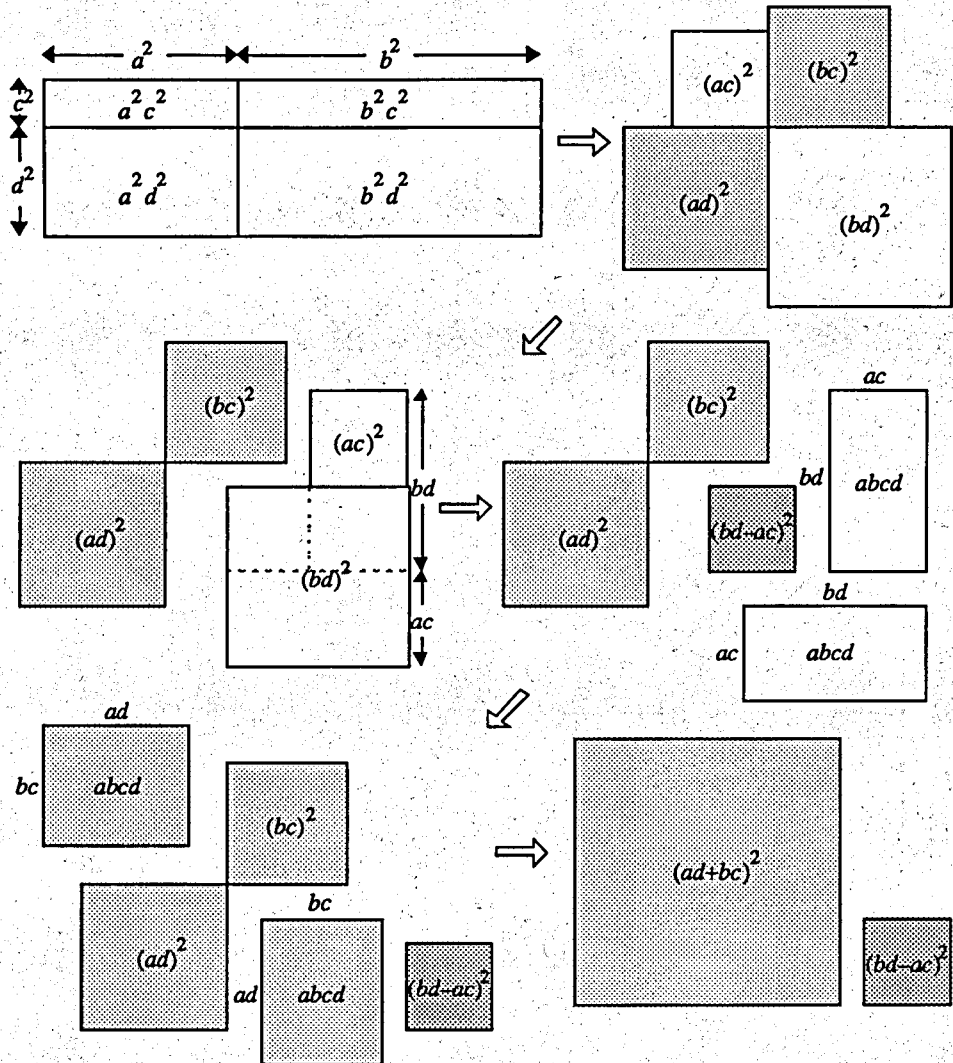 a² b²
c² a²c² b²c²
d² a²d² b²d²
(ac)² (bc)²
(ad)² (bd)²
(bc)² (ac)²
(ad)² bd
(bd)²
ac
(bc)² ac
bd abcd
(ad)² (bd–ac)²
bd
ac abcd
ad
bc abcd
(bc)²
bc
(ad)² ad abcd (bd–ac)²
(ad+bc)²
(bd–ac)²